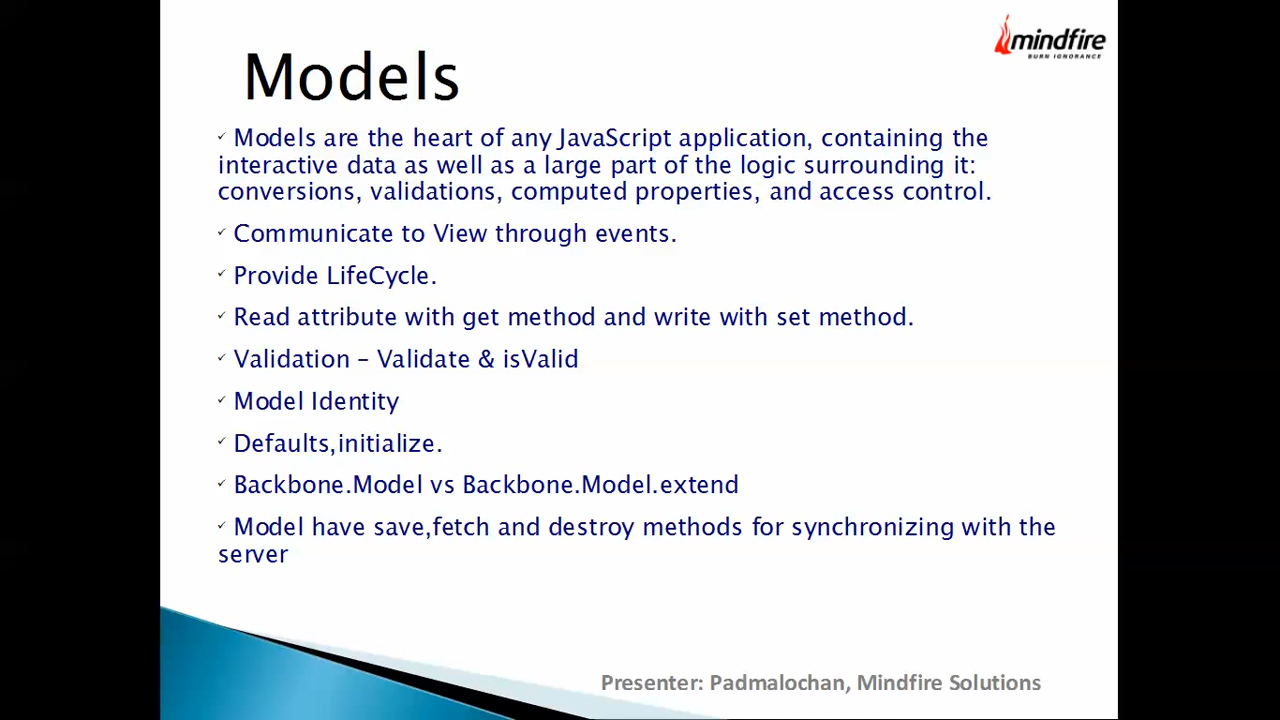 mindfire
BURN IGNORANCE
Models
✓ Models are the heart of any JavaScript application, containing the
interactive data as well as a large part of the logic surrounding it:
conversions, validations, computed properties, and access control.
✓ Communicate to View through events.
✓ Provide LifeCycle.
✓ Read attribute with get method and write with set method.
✓ Validation – Validate & isValid
✓ Model Identity
✓ Defaults,initialize.
✓ Backbone.Model vs Backbone.Model.extend
✓ Model have save,fetch and destroy methods for synchronizing with the
server
Presenter: Padmalochan, Mindfire Solutions